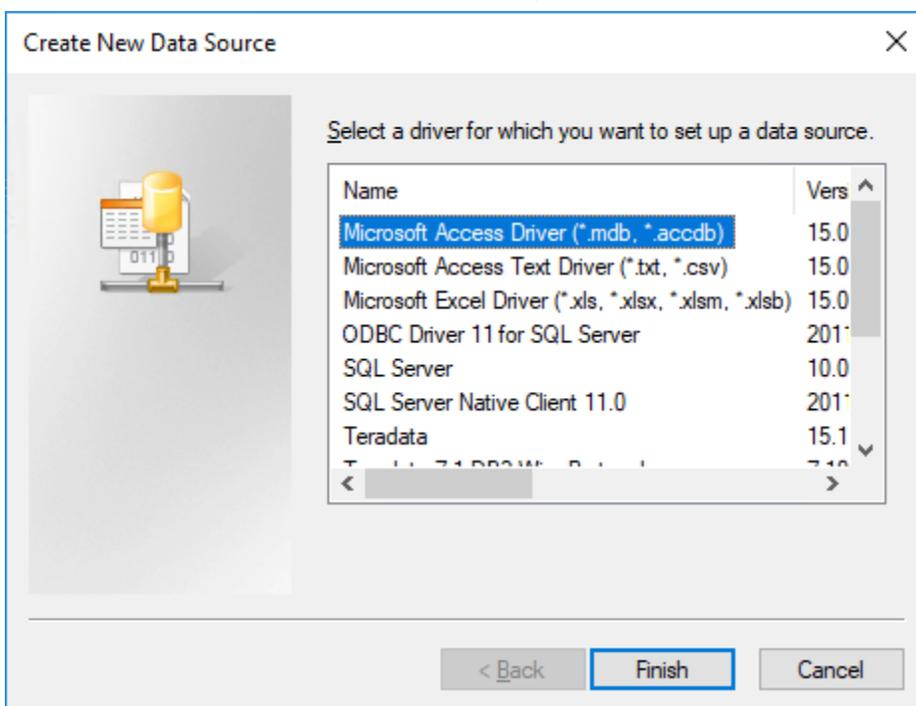 Create New Data Source
Select a driver for which you want to set up a data source.
Name Vers
Microsoft Access Driver (*.mdb, *.accdb) 15.0
Microsoft Access Text Driver (*.txt, *.csv) 15.0
Microsoft Excel Driver (*.xls, *.xlsx, *.xlsm, *.xlsb) 15.0
ODBC Driver 11 for SQL Server 2011
SQL Server 10.0
SQL Server Native Client 11.0 2011
Teradata 15.1
< Back Finish Cancel